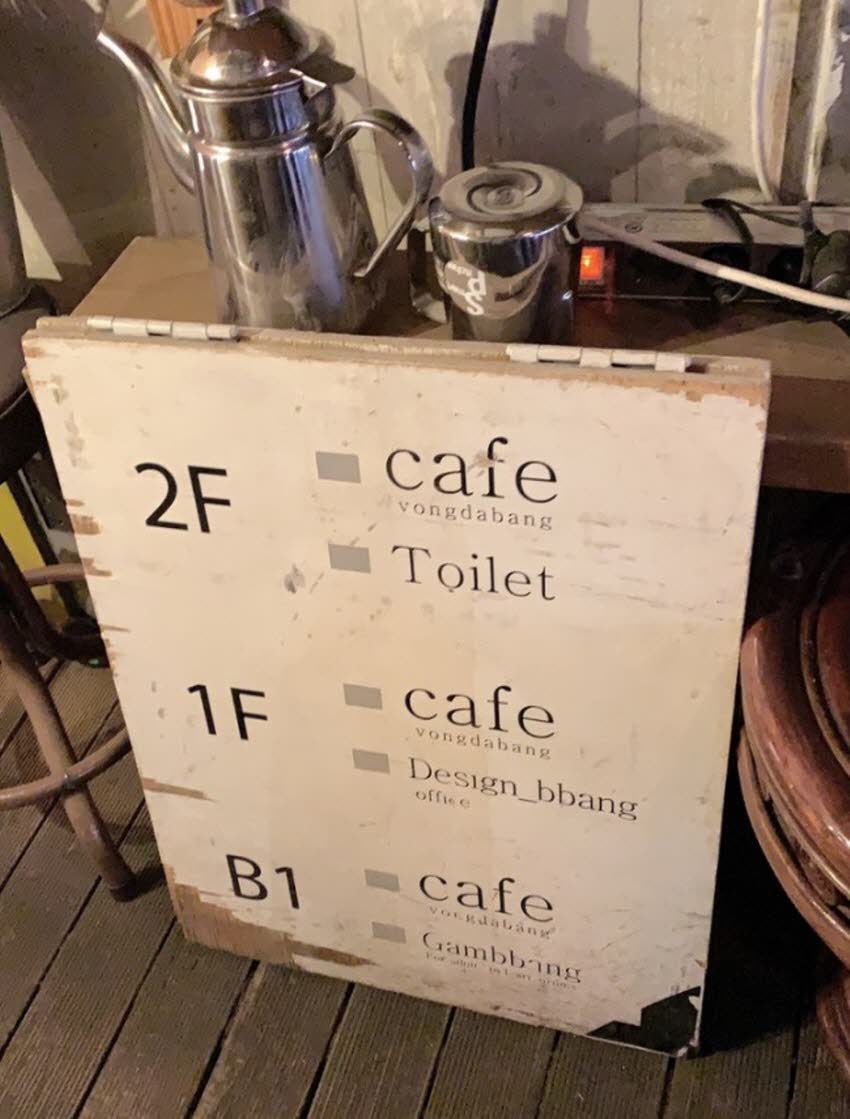 2F
cafe
vongdabang
Toilet
1F
cafe
vongdabang
Design_bbang
office
B1
cafe
vongdabang
Gambbang